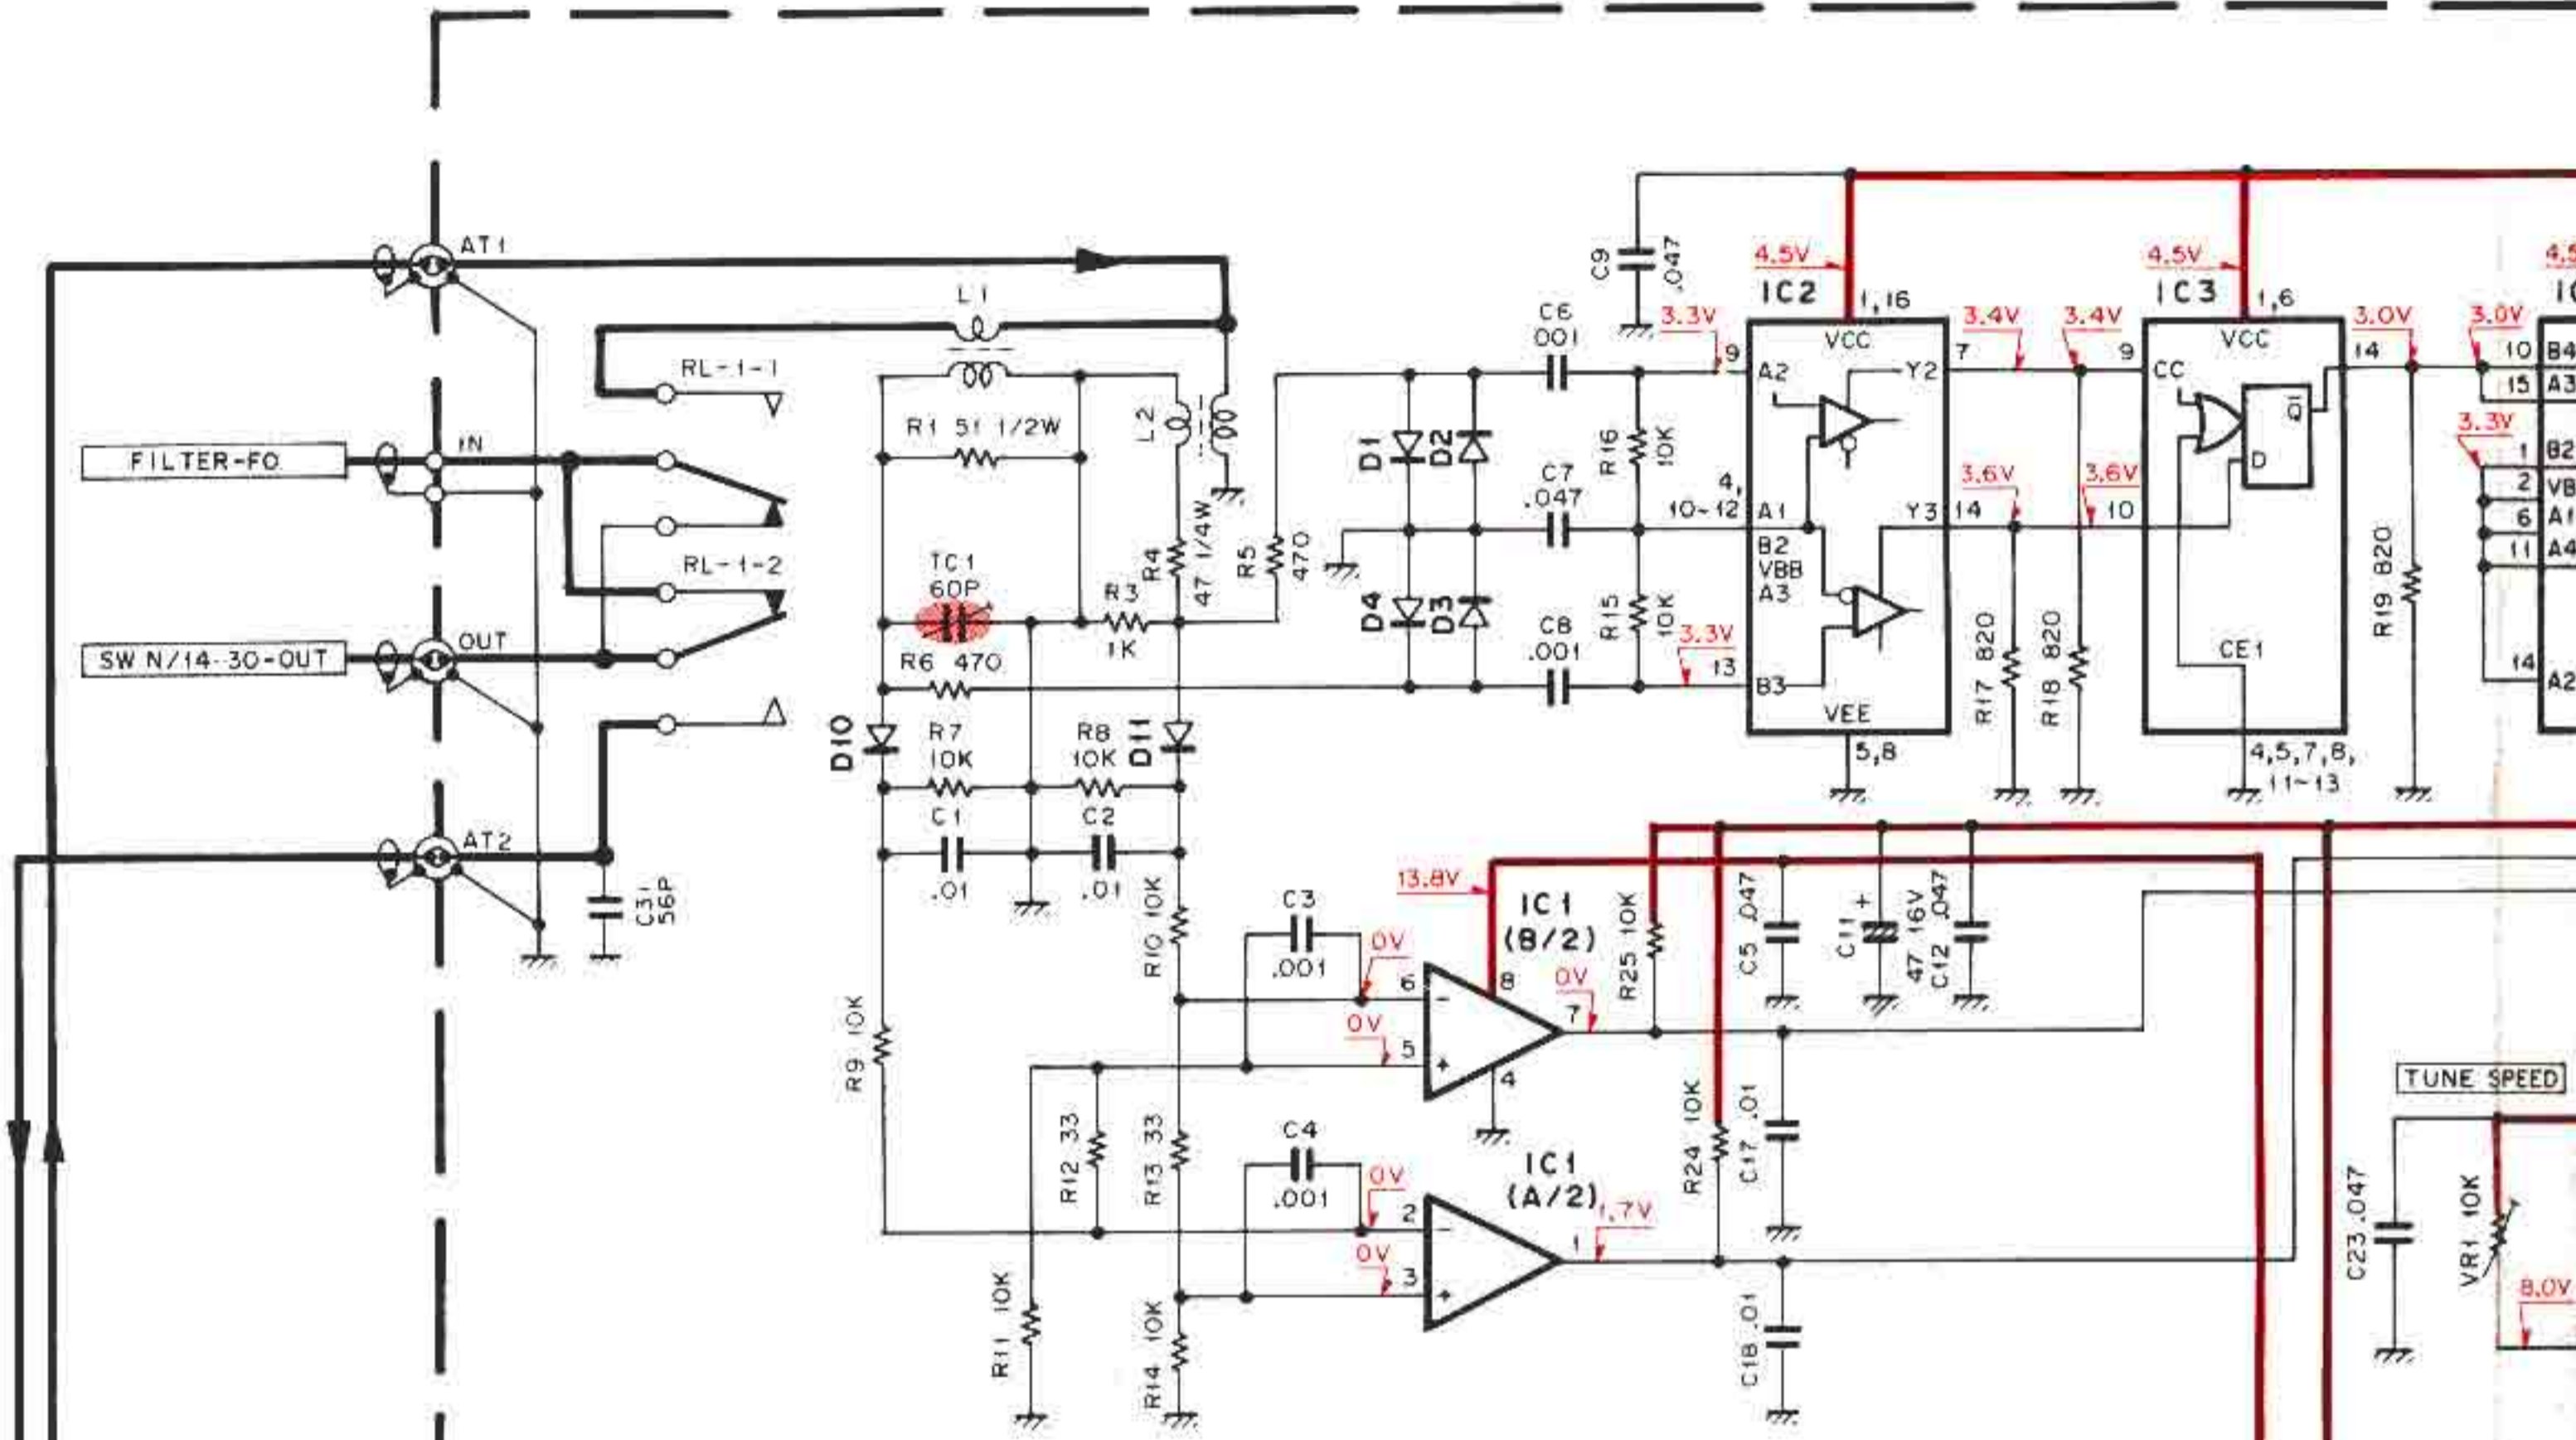 AT1
L1
RL-1-1
IN
FILTER-FO
RL-1-2
OUT
SW N/14-30-OUT
AT2
C31
56P
R1 51 1/2W
L2
TC1
60P
R3
1K
R4
47 1/4W
R5
470
R6 470
D10
R7
10K
R8
10K
D11
C1
.01
C2
.01
R9 10K
R10 10K
R12 33
R13 33
R11 10K
R14 10K
C3
.001
C4
.001
C9
.047
C6
001
C7
.047
C8
.001
D1
D2
D4
D3
R16
10K
R15
10K
3.3V
9
4,
10~12
3.3V
13
4.5V
IC2
1,16
VCC
A2
Y2
A1
B2
VBB
A3
Y3
B3
VEE
5,8
7
14
3.4V
3.4V
3.6V
3.6V
R17 820
R18 820
9
10
4.5V
IC3
1,6
VCC
CC
Q1
D
CE1
4,5,7,8,
11~13
3.0V
14
R19 820
3.0V
3.3V
10
15
1
2
6
11
14
B4
A3
B2
VB
A1
A4
A2
4.5
13.8V
IC1
(B/2)
0V
6
0V
5
8
4
0V
7
-
+
IC1
(A/2)
0V
2
0V
3
1.7V
1
-
+
R25 10K
R24 10K
C5 .047
C11
+
47 16V
C12 .047
C17 .01
C18 .01
TUNE SPEED
C23 .047
VR1 10K
8.0V